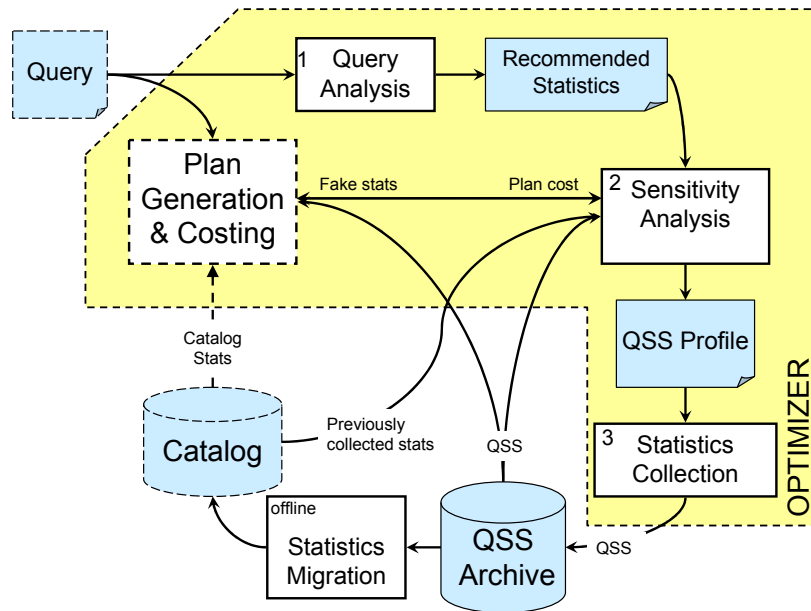 Query
1
Query
Analysis
Recommended
Statistics
Plan
Generation
& Costing
Fake stats
Plan cost
2
Sensitivity
Analysis
Catalog
Stats
QSS Profile
OPTIMIZER
Catalog
Previously
collected stats
QSS
3
Statistics
Collection
offline
Statistics
Migration
QSS
Archive
QSS